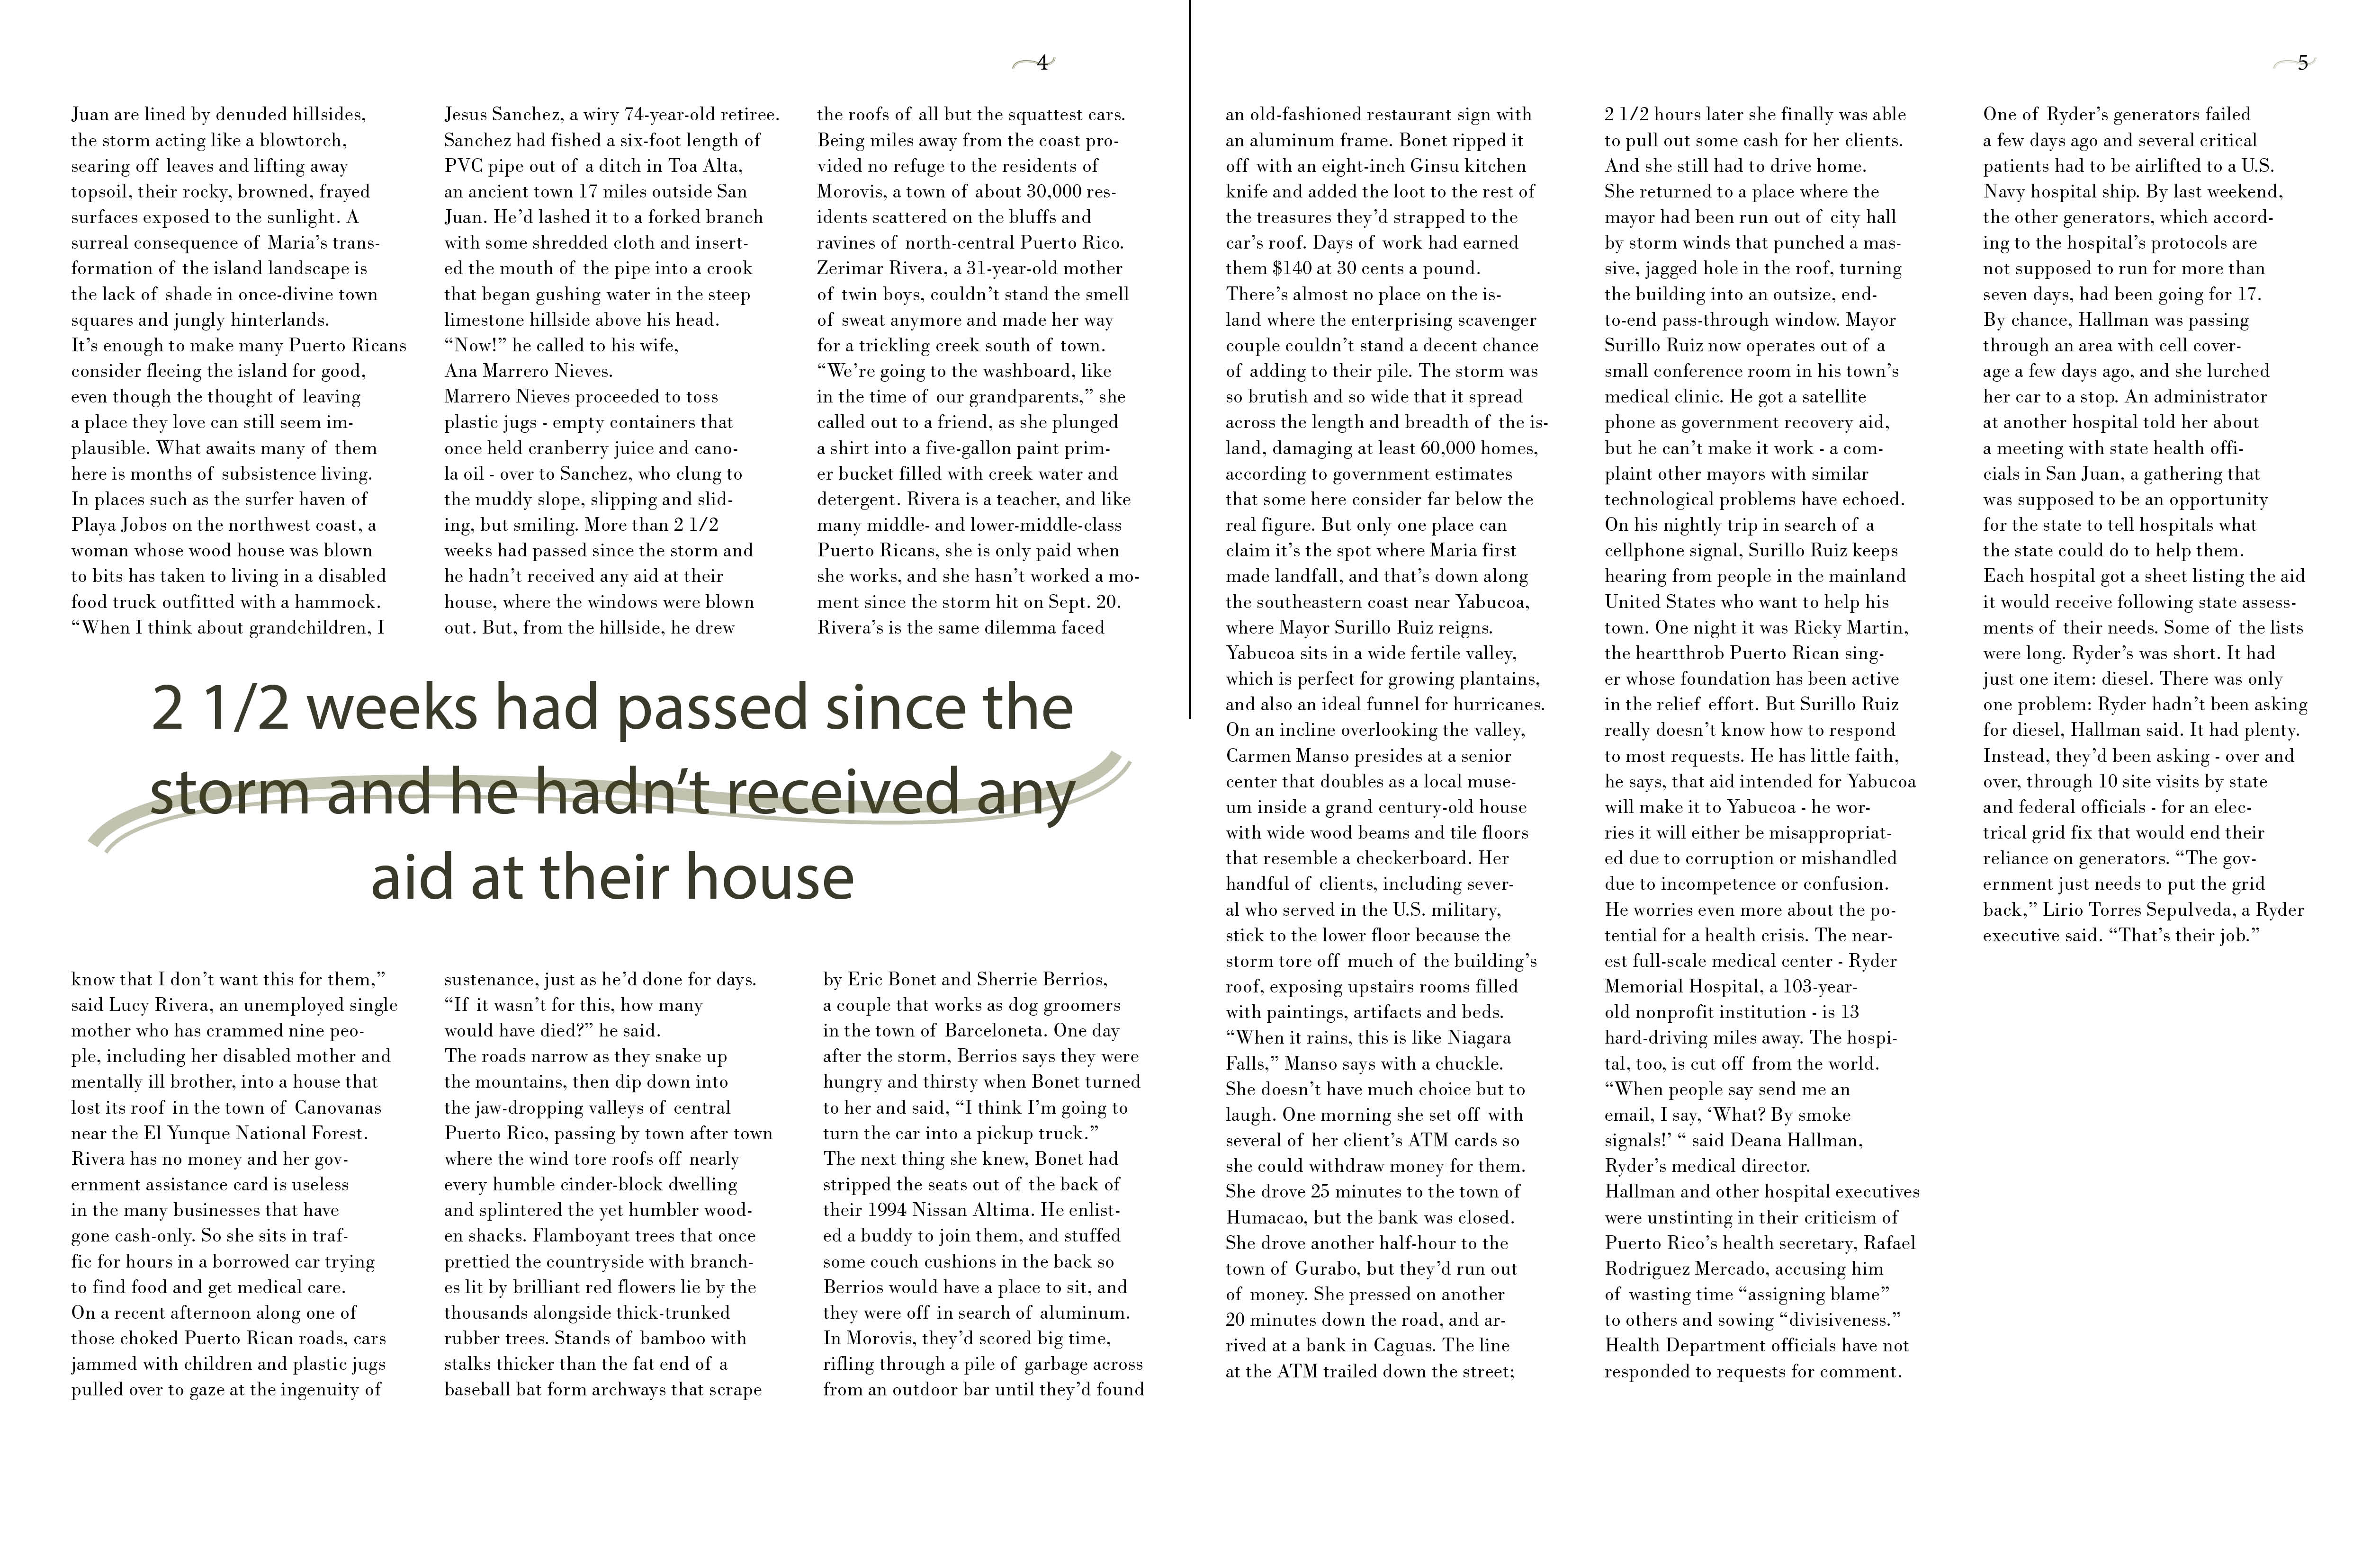 4
Juan are lined by denuded hillsides,
the storm acting like a blowtorch,
searing off leaves and lifting away
topsoil, their rocky, browned, frayed
surfaces exposed to the sunlight. A
surreal consequence of Maria’s trans-
formation of the island landscape is
the lack of shade in once-divine town
squares and jungly hinterlands.
It’s enough to make many Puerto Ricans
consider fleeing the island for good,
even though the thought of leaving
a place they love can still seem im-
plausible. What awaits many of them
here is months of subsistence living.
In places such as the surfer haven of
Playa Jobos on the northwest coast, a
woman whose wood house was blown
to bits has taken to living in a disabled
food truck outfitted with a hammock.
“When I think about grandchildren, I
know that I don’t want this for them,”
said Lucy Rivera, an unemployed single
mother who has crammed nine peo-
ple, including her disabled mother and
mentally ill brother, into a house that
lost its roof in the town of Canovanas
near the El Yunque National Forest.
Rivera has no money and her gov-
ernment assistance card is useless
in the many businesses that have
gone cash-only. So she sits in traf-
fic for hours in a borrowed car trying
to find food and get medical care.
On a recent afternoon along one of
those choked Puerto Rican roads, cars
jammed with children and plastic jugs
pulled over to gaze at the ingenuity of
Jesus Sanchez, a wiry 74-year-old retiree.
Sanchez had fished a six-foot length of
PVC pipe out of a ditch in Toa Alta,
an ancient town 17 miles outside San
Juan. He’d lashed it to a forked branch
with some shredded cloth and insert-
ed the mouth of the pipe into a crook
that began gushing water in the steep
limestone hillside above his head.
“Now!” he called to his wife,
Ana Marrero Nieves.
Marrero Nieves proceeded to toss
plastic jugs - empty containers that
once held cranberry juice and cano-
la oil - over to Sanchez, who clung to
the muddy slope, slipping and slid-
ing, but smiling. More than 2 1/2
weeks had passed since the storm and
he hadn’t received any aid at their
house, where the windows were blown
out. But, from the hillside, he drew
sustenance, just as he’d done for days.
“If it wasn’t for this, how many
would have died?” he said.
The roads narrow as they snake up
the mountains, then dip down into
the jaw-dropping valleys of central
Puerto Rico, passing by town after town
where the wind tore roofs off nearly
every humble cinder-block dwelling
and splintered the yet humbler wood-
en shacks. Flamboyant trees that once
prettied the countryside with branch-
es lit by brilliant red flowers lie by the
thousands alongside thick-trunked
rubber trees. Stands of bamboo with
stalks thicker than the fat end of a
baseball bat form archways that scrape
the roofs of all but the squattest cars.
Being miles away from the coast pro-
vided no refuge to the residents of
Morovis, a town of about 30,000 res-
idents scattered on the bluffs and
ravines of north-central Puerto Rico.
Zerimar Rivera, a 31-year-old mother
of twin boys, couldn’t stand the smell
of sweat anymore and made her way
for a trickling creek south of town.
“We’re going to the washboard, like
in the time of our grandparents,” she
called out to a friend, as she plunged
a shirt into a five-gallon paint prim-
er bucket filled with creek water and
detergent. Rivera is a teacher, and like
many middle- and lower-middle-class
Puerto Ricans, she is only paid when
she works, and she hasn’t worked a mo-
ment since the storm hit on Sept. 20.
Rivera’s is the same dilemma faced
by Eric Bonet and Sherrie Berrios,
a couple that works as dog groomers
in the town of Barceloneta. One day
after the storm, Berrios says they were
hungry and thirsty when Bonet turned
to her and said, “I think I’m going to
turn the car into a pickup truck.”
The next thing she knew, Bonet had
stripped the seats out of the back of
their 1994 Nissan Altima. He enlist-
ed a buddy to join them, and stuffed
some couch cushions in the back so
Berrios would have a place to sit, and
they were off in search of aluminum.
In Morovis, they’d scored big time,
rifling through a pile of garbage across
from an outdoor bar until they’d found
2 1/2 weeks had passed since the
storm and he hadn’t received any
aid at their house
5
an old-fashioned restaurant sign with
an aluminum frame. Bonet ripped it
off with an eight-inch Ginsu kitchen
knife and added the loot to the rest of
the treasures they’d strapped to the
car’s roof. Days of work had earned
them $140 at 30 cents a pound.
There’s almost no place on the is-
land where the enterprising scavenger
couple couldn’t stand a decent chance
of adding to their pile. The storm was
so brutish and so wide that it spread
across the length and breadth of the is-
land, damaging at least 60,000 homes,
according to government estimates
that some here consider far below the
real figure. But only one place can
claim it’s the spot where Maria first
made landfall, and that’s down along
the southeastern coast near Yabucoa,
where Mayor Surillo Ruiz reigns.
Yabucoa sits in a wide fertile valley,
which is perfect for growing plantains,
and also an ideal funnel for hurricanes.
On an incline overlooking the valley,
Carmen Manso presides at a senior
center that doubles as a local muse-
um inside a grand century-old house
with wide wood beams and tile floors
that resemble a checkerboard. Her
handful of clients, including sever-
al who served in the U.S. military,
stick to the lower floor because the
storm tore off much of the building’s
roof, exposing upstairs rooms filled
with paintings, artifacts and beds.
“When it rains, this is like Niagara
Falls,” Manso says with a chuckle.
She doesn’t have much choice but to
laugh. One morning she set off with
several of her client’s ATM cards so
she could withdraw money for them.
She drove 25 minutes to the town of
Humacao, but the bank was closed.
She drove another half-hour to the
town of Gurabo, but they’d run out
of money. She pressed on another
20 minutes down the road, and ar-
rived at a bank in Caguas. The line
at the ATM trailed down the street;
2 1/2 hours later she finally was able
to pull out some cash for her clients.
And she still had to drive home.
She returned to a place where the
mayor had been run out of city hall
by storm winds that punched a mas-
sive, jagged hole in the roof, turning
the building into an outsize, end-
to-end pass-through window. Mayor
Surillo Ruiz now operates out of a
small conference room in his town’s
medical clinic. He got a satellite
phone as government recovery aid,
but he can’t make it work - a com-
plaint other mayors with similar
technological problems have echoed.
On his nightly trip in search of a
cellphone signal, Surillo Ruiz keeps
hearing from people in the mainland
United States who want to help his
town. One night it was Ricky Martin,
the heartthrob Puerto Rican sing-
er whose foundation has been active
in the relief effort. But Surillo Ruiz
really doesn’t know how to respond
to most requests. He has little faith,
he says, that aid intended for Yabucoa
will make it to Yabucoa - he wor-
ries it will either be misappropriat-
ed due to corruption or mishandled
due to incompetence or confusion.
He worries even more about the po-
tential for a health crisis. The near-
est full-scale medical center - Ryder
Memorial Hospital, a 103-year-
old nonprofit institution - is 13
hard-driving miles away. The hospi-
tal, too, is cut off from the world.
“When people say send me an
email, I say, ‘What? By smoke
signals!’ “ said Deana Hallman,
Ryder’s medical director.
Hallman and other hospital executives
were unstinting in their criticism of
Puerto Rico’s health secretary, Rafael
Rodriguez Mercado, accusing him
of wasting time “assigning blame”
to others and sowing “divisiveness.”
Health Department officials have not
responded to requests for comment.
One of Ryder’s generators failed
a few days ago and several critical
patients had to be airlifted to a U.S.
Navy hospital ship. By last weekend,
the other generators, which accord-
ing to the hospital’s protocols are
not supposed to run for more than
seven days, had been going for 17.
By chance, Hallman was passing
through an area with cell cover-
age a few days ago, and she lurched
her car to a stop. An administrator
at another hospital told her about
a meeting with state health offi-
cials in San Juan, a gathering that
was supposed to be an opportunity
for the state to tell hospitals what
the state could do to help them.
Each hospital got a sheet listing the aid
it would receive following state assess-
ments of their needs. Some of the lists
were long. Ryder’s was short. It had
just one item: diesel. There was only
one problem: Ryder hadn’t been asking
for diesel, Hallman said. It had plenty.
Instead, they’d been asking - over and
over, through 10 site visits by state
and federal officials - for an elec-
trical grid fix that would end their
reliance on generators. “The gov-
ernment just needs to put the grid
back,” Lirio Torres Sepulveda, a Ryder
executive said. “That’s their job.”